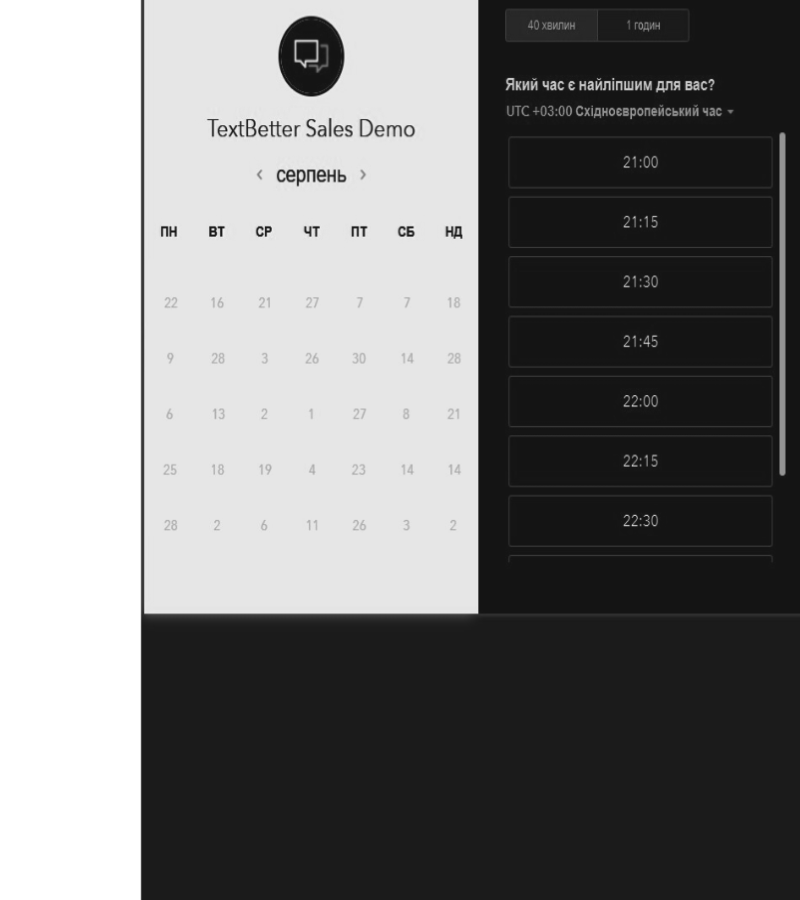 TextBetter Sales Demo
‹ серпень ›
ПН ВТ СР ЧТ ПТ СБ НД
22 16 21 27 7 7 18
9 28 3 26 30 14 28
6 13 2 1 27 8 21
25 18 19 4 23 14 14
28 2 6 11 26 3 2
40 хвилин 1 годин
Який час є найліпшим для вас?
UTC +03:00 Східноєвропейський час
21:00
21:15
21:30
21:45
22:00
22:15
22:30